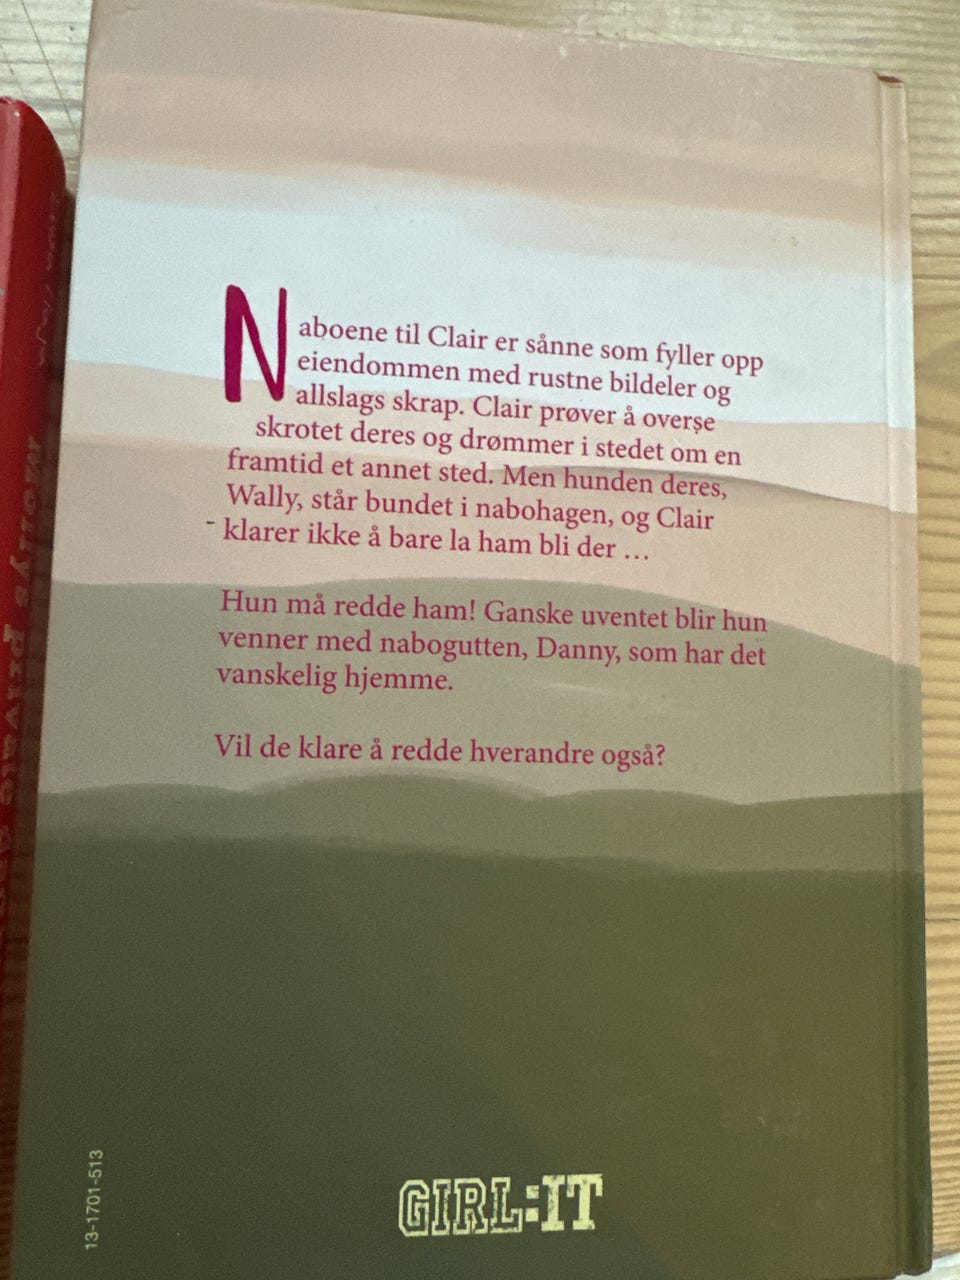 Naboene til Clair er sånne som fyller opp
eiendommen med rustne bildeler og
allslags skrap. Clair prøver å overse
skrotet deres og drømmer i stedet om en
framtid et annet sted. Men hunden deres,
Wally, står bundet i nabohagen, og Clair
klarer ikke å bare la ham bli der …
Hun må redde ham! Ganske uventet blir hun
venner med nabogutten, Danny, som har det
vanskelig hjemme.
Vil de klare å redde hverandre også?
13-1701-513
GIRL:IT